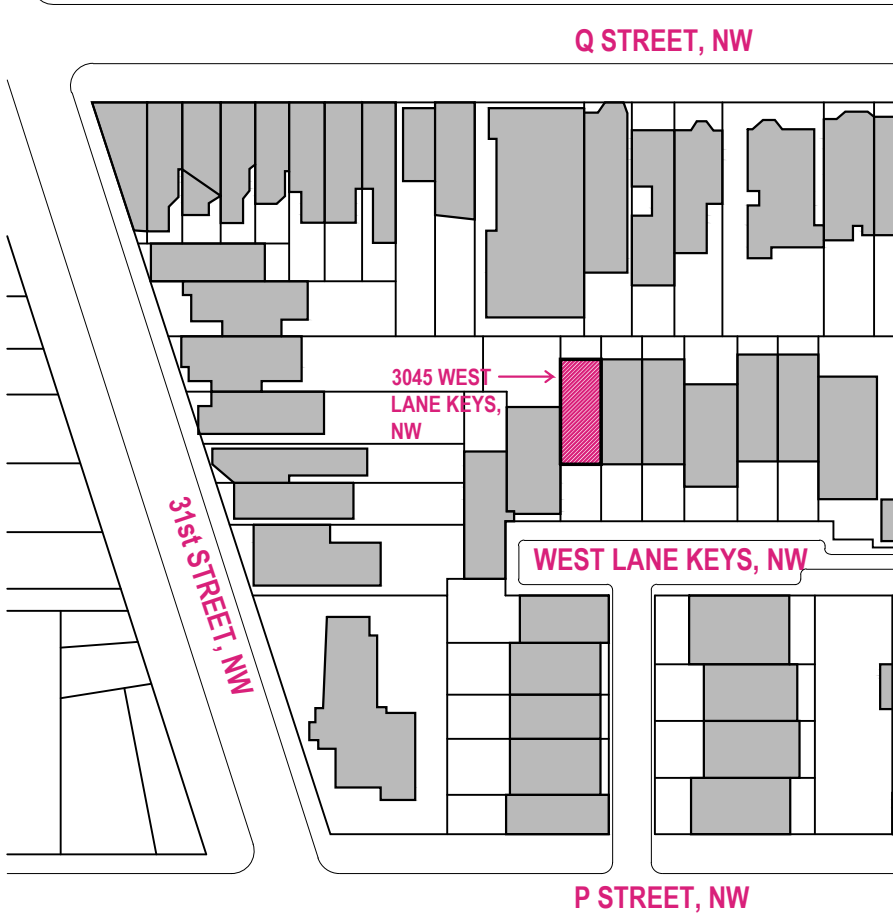 Q STREET, NW
3045 WEST
LANE KEYS,
NW
31st STREET, NW
WEST LANE KEYS, NW
P STREET, NW